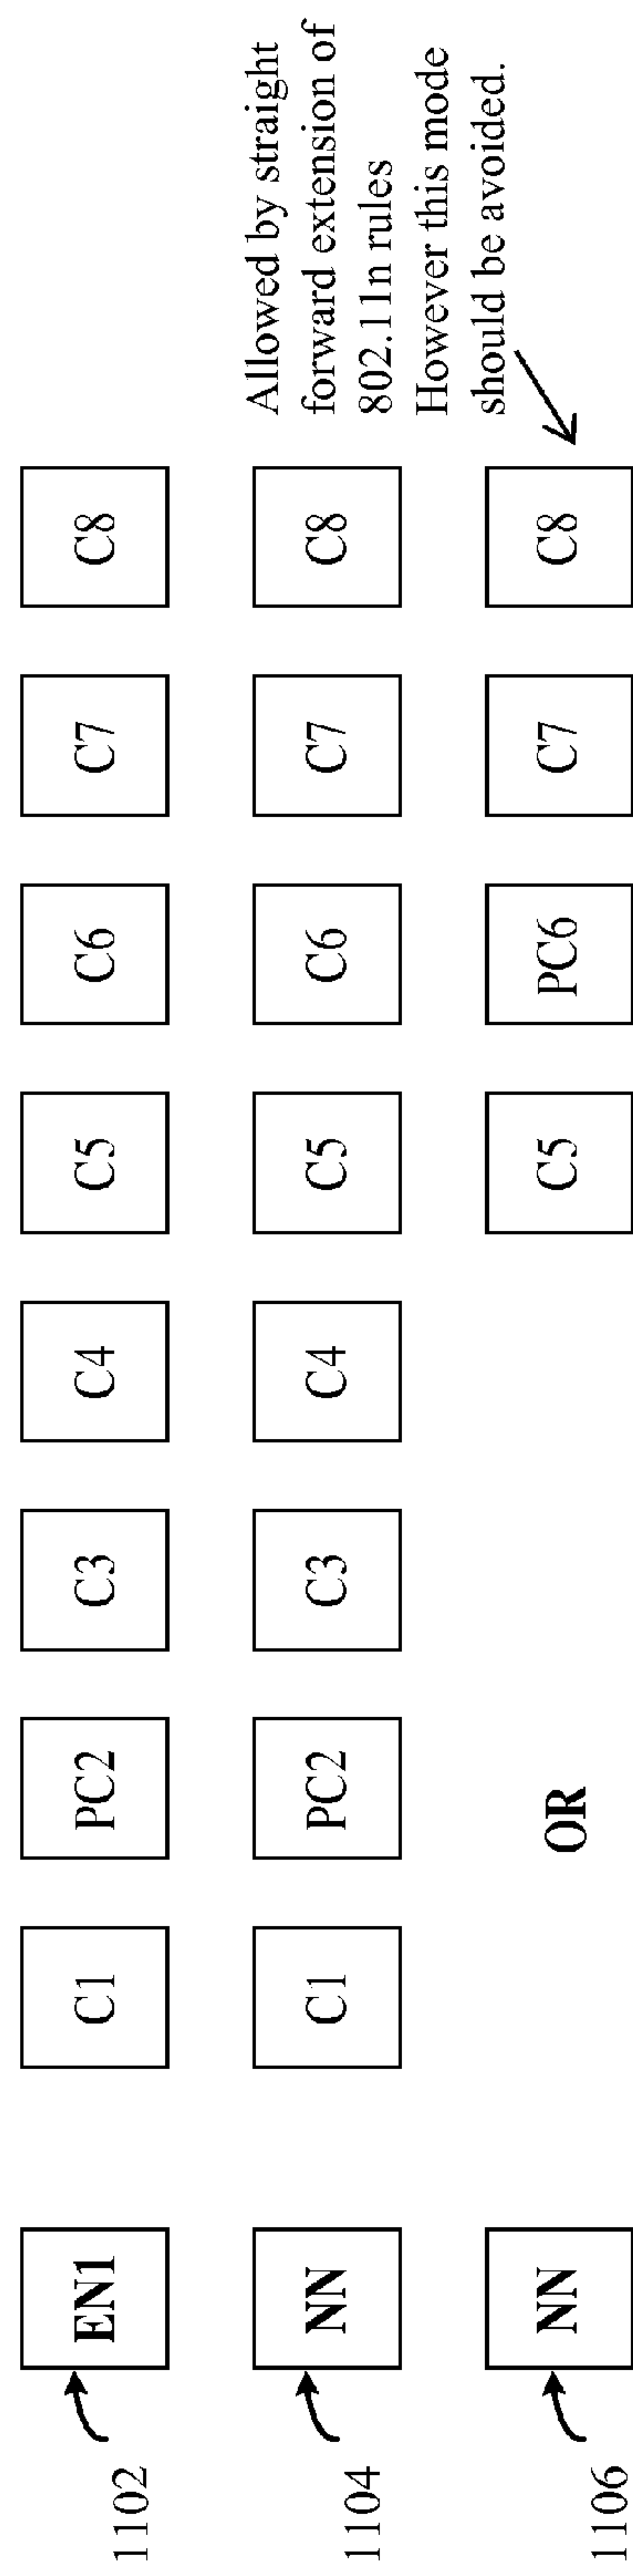 1102 EN1 C1 PC2 C3 C4 C5 C6 C7 C8
1104 NN C1 PC2 C3 C4 C5 C6 C7 C8
1106 NN OR C5 PC6 C7 C8
Allowed by straight
forward extension of
802.11n rules
However this mode
should be avoided.